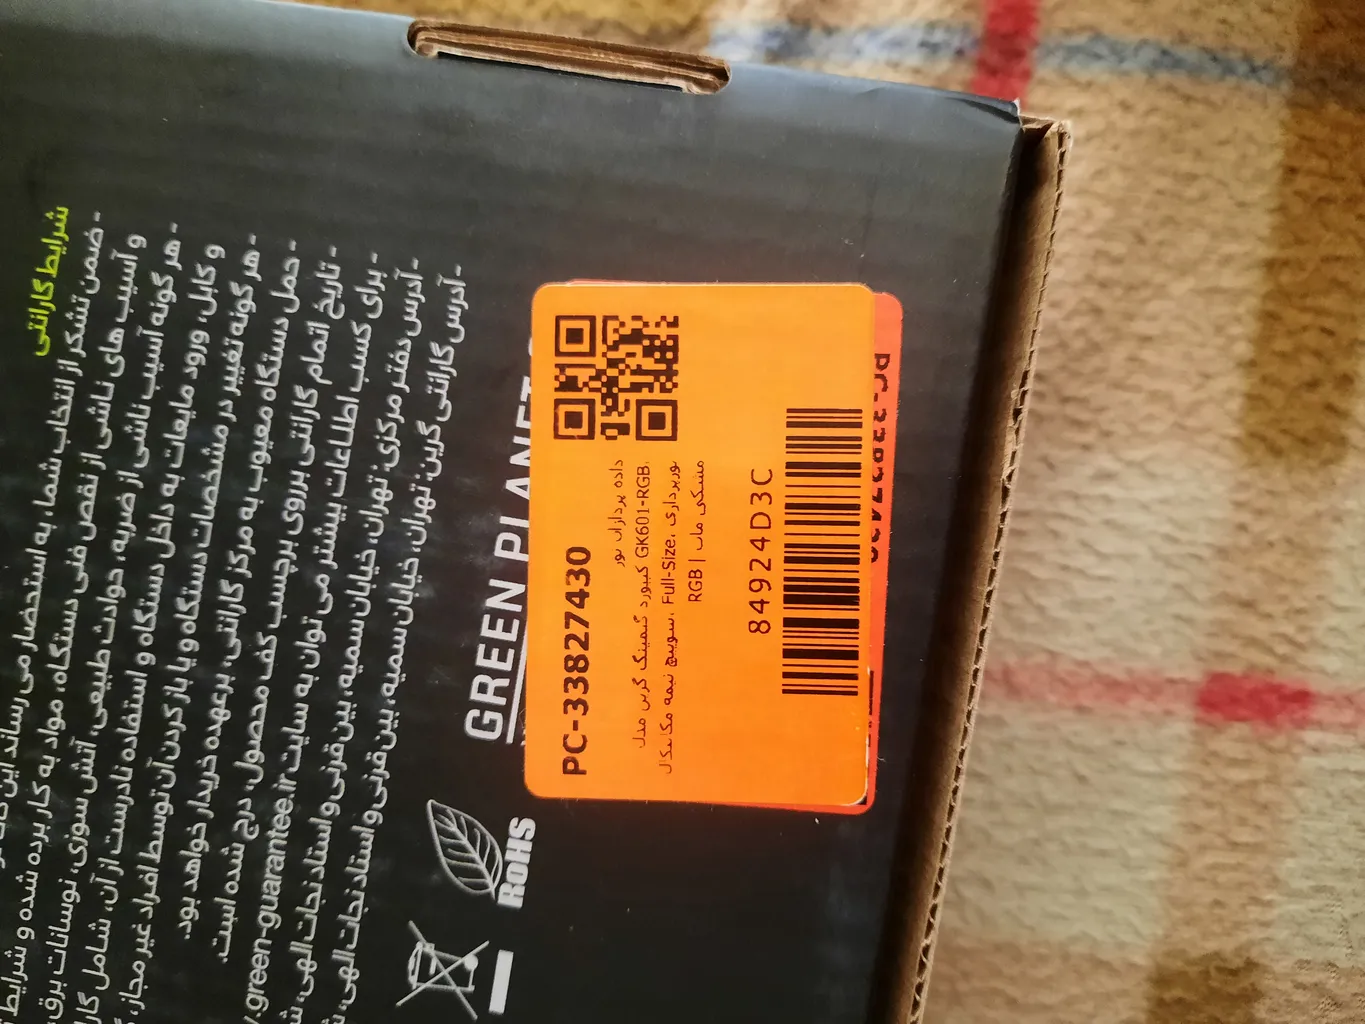 شرایط گارانتی
- ضمن تشکر از انتخاب شما، به استحضار می رساند این
و آسیب های ناشی از نقص فنی دستگاه، مواد به کار برده شده و شرایط
- هر گونه آسیب ناشی از ضربه، حوادث طبیعی، آتش سوزی، نوسانات برق،
و کابل، ورود مایعات به داخل دستگاه و استفاده نادرست از آن، شامل
- هر گونه تغییر در مشخصات دستگاه و یا باز کردن آن توسط افراد غیر مجاز،
- حمل دستگاه معیوب به مرکز گارانتی، برعهده خریدار خواهد بود.
- تاریخ اتمام گارانتی برروی برچسب کف محصول، درج شده است.
- برای کسب اطلاعات بیشتر می توان به سایت .green-guarantee.ir
- آدرس دفتر مرکزی: تهران، خیابان سمیه، بین قرنی و استاد نجات الهی،
- آدرس گارانتی گرین: تهران، خیابان سمیه، بین قرنی و استاد نجات الهی،
GREEN PLANET
RoHS
PC-33827430
داده پردازان نور
کیبورد گیمینگ گرین مدل GK601-RGB،
نورپردازی، Full-Size، سوییچ نیمه مکانیکال
RGB | مشکی مات
84924D3C
PC-33827430